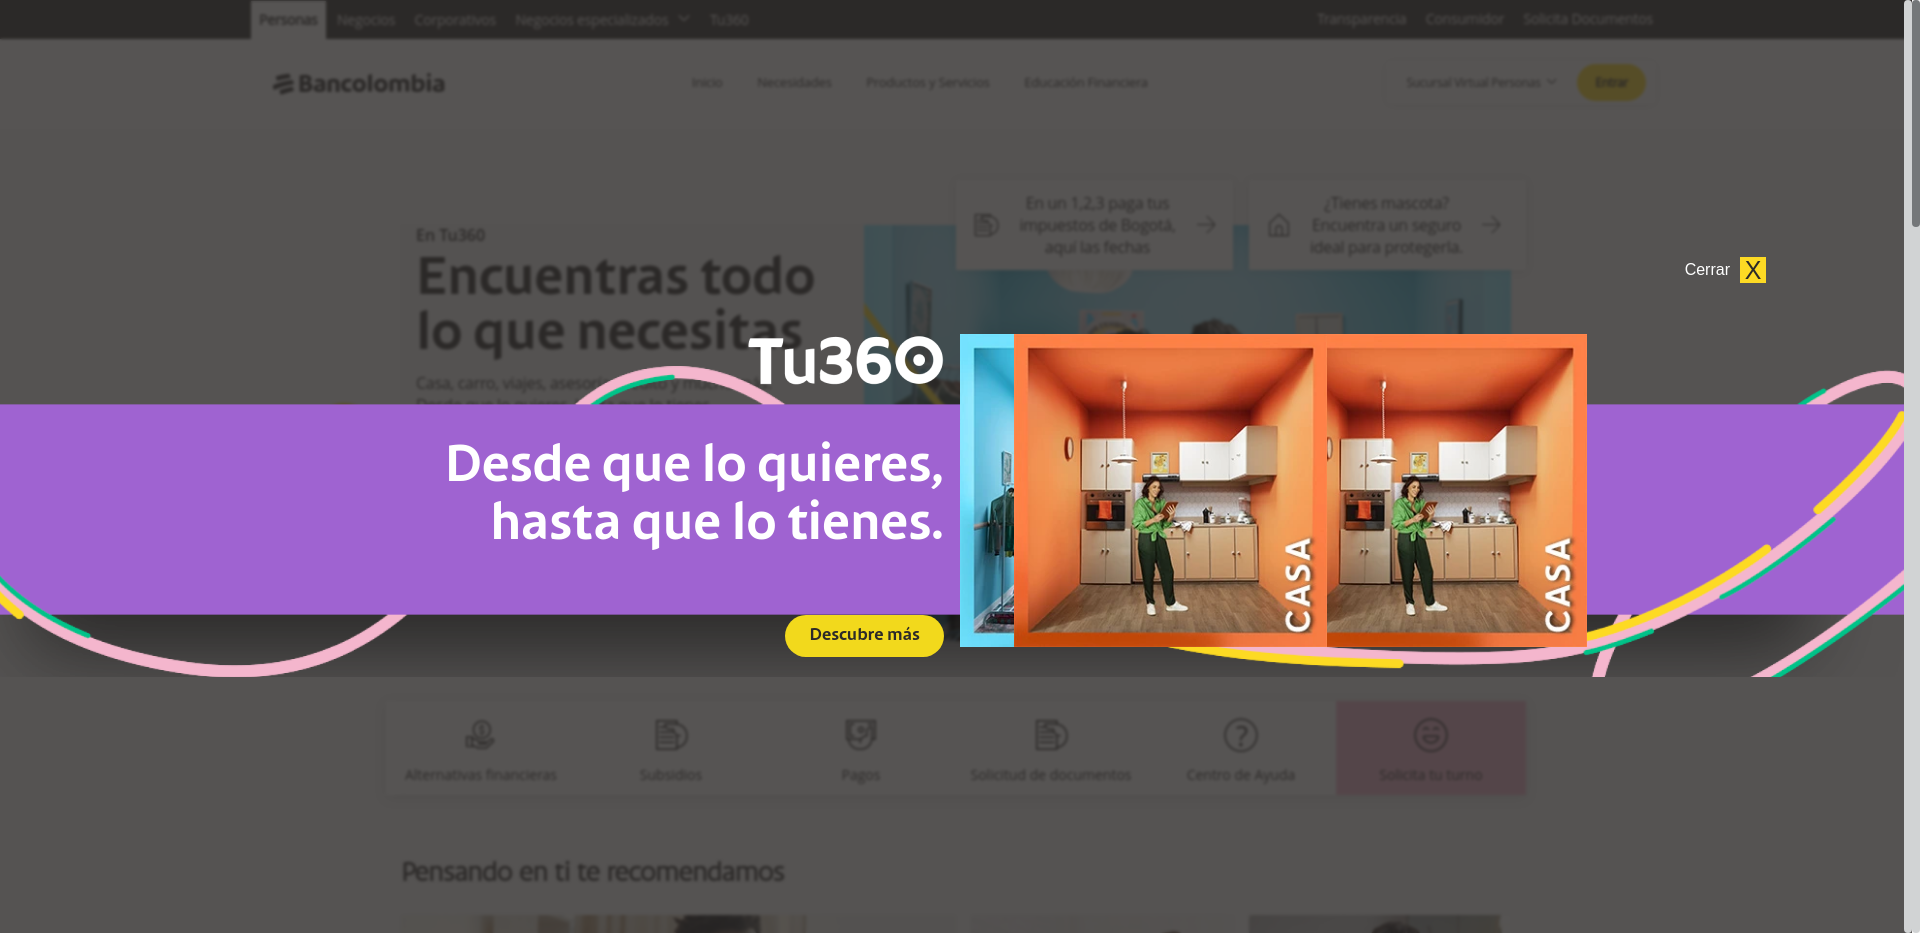 Personas Negocios Corporativos Negocios especializados Tu360 Transparencia Consumidor Solicita Documentos
Bancolombia Inicio Necesidades Productos y Servicios Educación Financiera Sucursal Virtual Personas Entrar
En un 1,2,3 paga tus
impuestos de Bogotá,
aquí las fechas
¿Tienes mascota?
Encuentra un seguro
ideal para protegerla.
En Tu360
Encuentras todo
lo que necesitas
Casa, carro, viajes,
Cerrar X
Tu360
Desde que lo quieres,
hasta que lo tienes.
Descubre más
CASA
CASA
Alternativas financieras
Subsidios
Pagos
Solicitud de documentos
Centro de Ayuda
Solicita tu turno
Pensando en ti te recomendamos